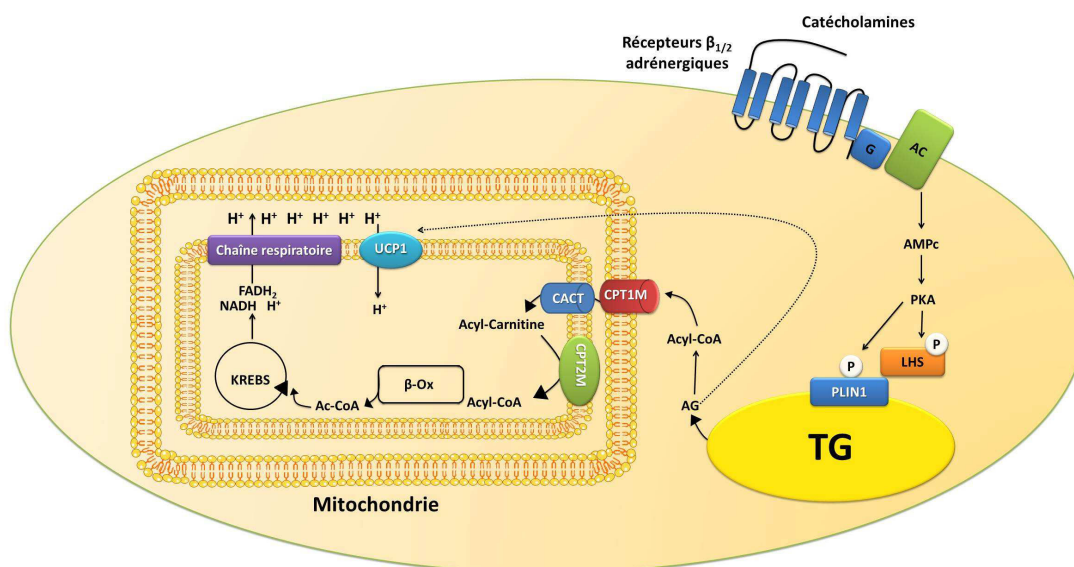 Catécholamines
Récepteurs β1/2
adrénergiques
G
AC
AMPc
PKA
P
P
LHS
PLIN1
TG
AG
Acyl-CoA
CPT1M
CACT
CPT2M
Acyl-Carnitine
Acyl-CoA
β-Ox
Ac-CoA
KREBS
FADH2
NADH H+
Chaîne respiratoire
UCP1
H+ H+ H+ H+ H+ H+
H+
Mitochondrie